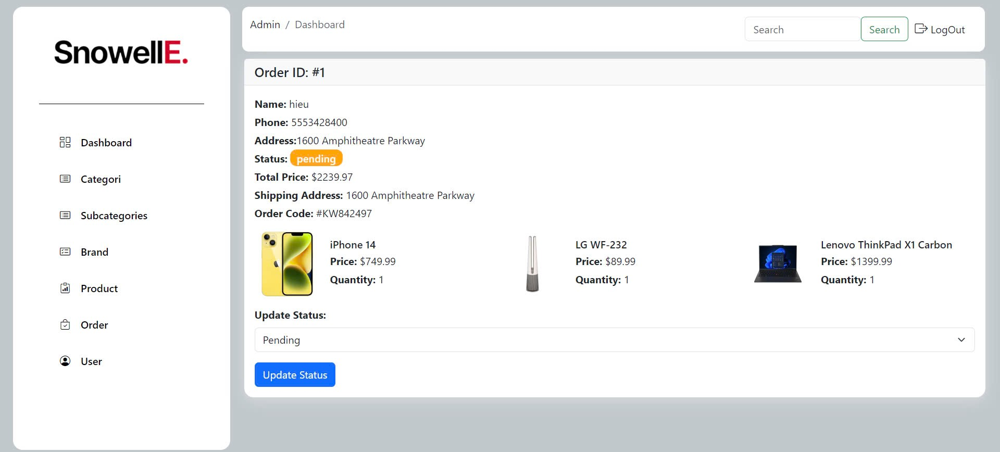 SnowellE.
Dashboard
Categori
Subcategories
Brand
Product
Order
User
Admin / Dashboard
Search
Search
LogOut
Order ID: #1
Name: hieu
Phone: 5553428400
Address:1600 Amphitheatre Parkway
Status: pending
Total Price: $2239.97
Shipping Address: 1600 Amphitheatre Parkway
Order Code: #KW842497
iPhone 14
Price: $749.99
Quantity: 1
LG WF-232
Price: $89.99
Quantity: 1
Lenovo ThinkPad X1 Carbon
Price: $1399.99
Quantity: 1
Update Status:
Pending
Update Status